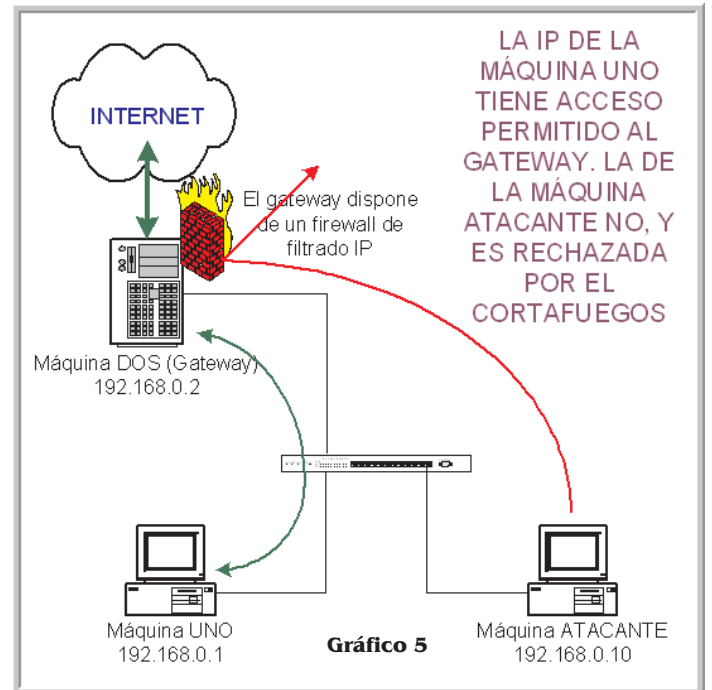 LA IP DE LA
MÁQUINA UNO
TIENE ACCESO
PERMITIDO AL
GATEWAY. LA DE
LA MÁQUINA
ATACANTE NO, Y
ES RECHAZADA
POR EL
CORTAFUEGOS
INTERNET
El gateway dispone
de un firewall de
filtrado IP
Máquina DOS (Gateway)
192.168.0.2
Máquina UNO
192.168.0.1
Gráfico 5
Máquina ATACANTE
192.168.0.10